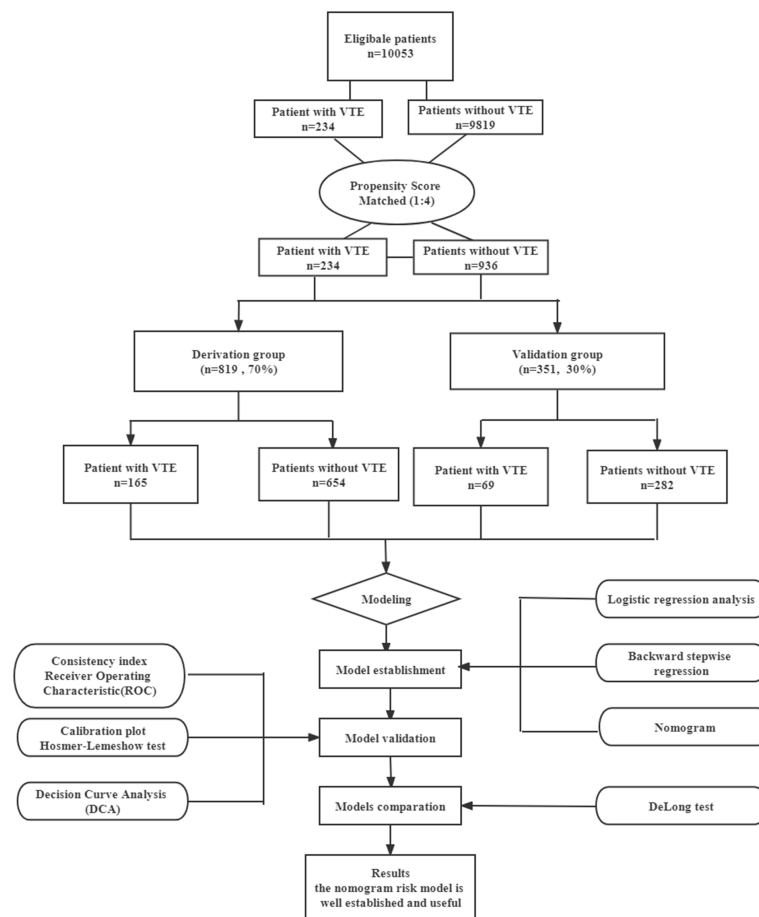 Eligibale patients
n=10053
Patient with VTE
n=234
Patients without VTE
n=9819
Propensity Score
Matched (1:4)
Patient with VTE
n=234
Patients without VTE
n=936
Derivation group
(n=819 , 70%)
Validation group
(n=351,  30%)
Patient with VTE
n=165
Patients without VTE
n=654
Patient with VTE
n=69
Patients without VTE
n=282
Modeling
Logistic regression analysis
Consistency index
Receiver Operating
Characteristic(ROC)
Model establishment
Backward stepwise
regression
Calibration plot
Hosmer-Lemeshow test
Model validation
Nomogram
Decision Curve Analysis
(DCA)
Models comparation
DeLong test
Results
the nomogram risk model is
well established and useful